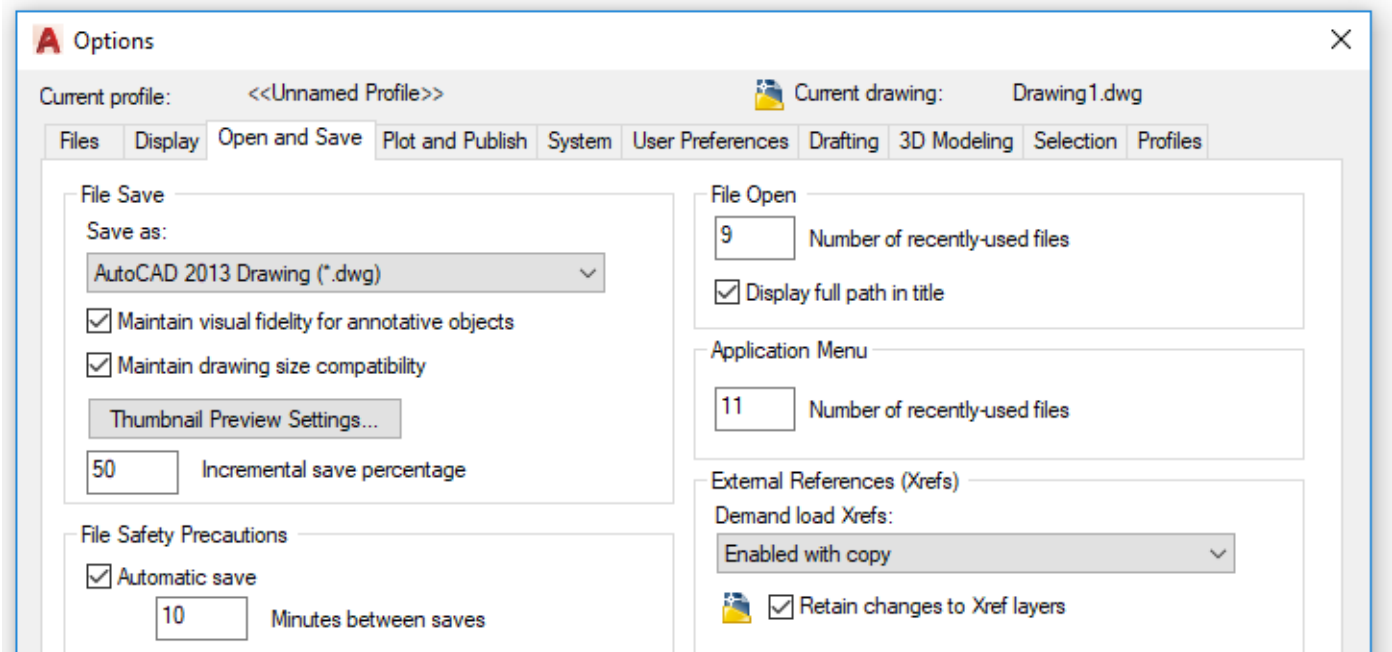 Options
Current profile: <<Unnamed Profile>> Current drawing: Drawing1.dwg
Files Display Open and Save Plot and Publish System User Preferences Drafting 3D Modeling Selection Profiles
File Save
Save as:
AutoCAD 2013 Drawing (*.dwg)
Maintain visual fidelity for annotative objects
Maintain drawing size compatibility
Thumbnail Preview Settings...
50 Incremental save percentage
File Safety Precautions
Automatic save
10 Minutes between saves
File Open
9 Number of recently-used files
Display full path in title
Application Menu
11 Number of recently-used files
External References (Xrefs)
Demand load Xrefs:
Enabled with copy
Retain changes to Xref layers